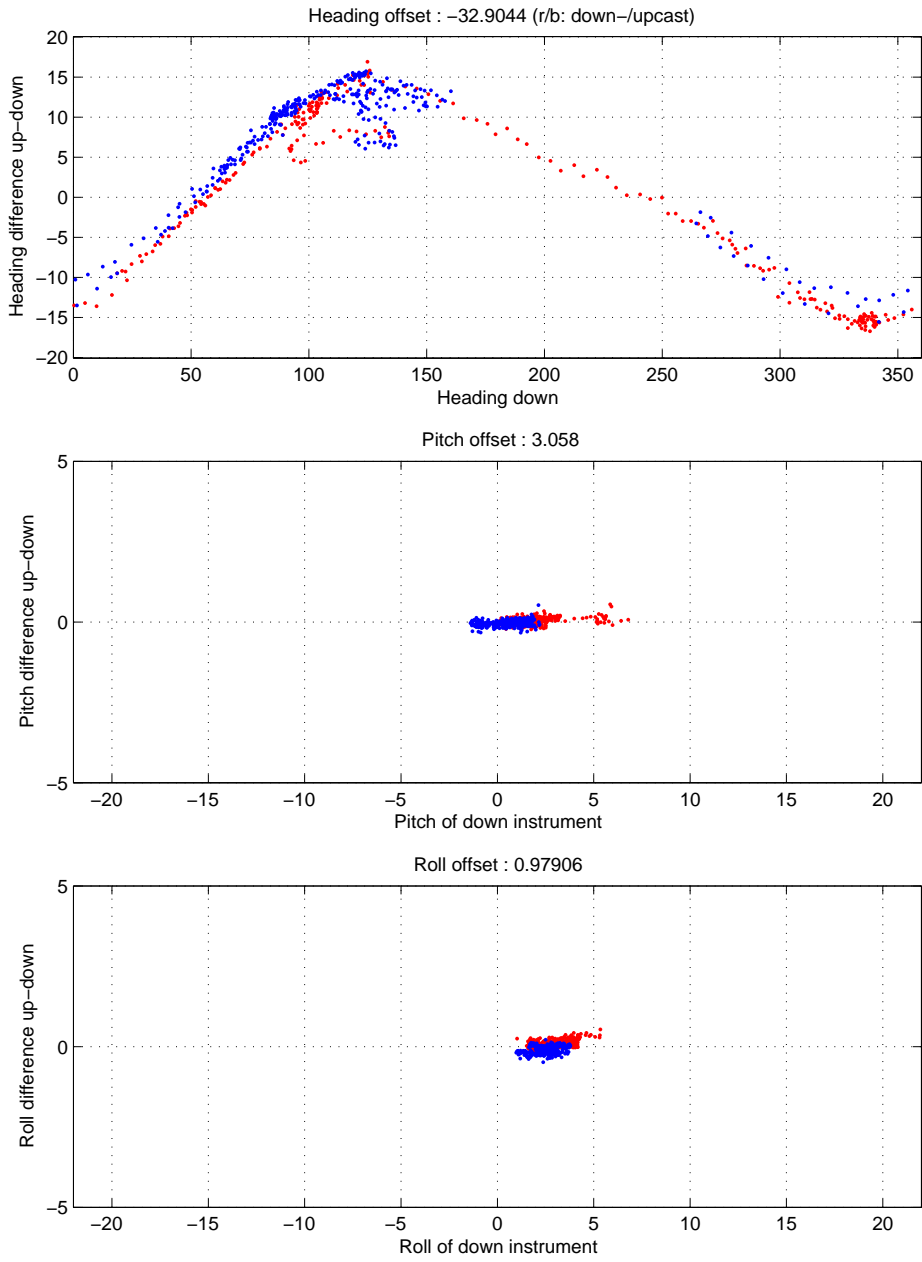 Heading offset : −32.9044 (r/b: down−/upcast)
20
15
10
5
0
−5
−10
−15
−20
Heading difference up−down
0 50 100 150 200 250 300 350
Heading down
Pitch offset : 3.058
5
0
−5
Pitch difference up−down
−20 −15 −10 −5 0 5 10 15 20
Pitch of down instrument
Roll offset : 0.97906
5
0
−5
Roll difference up−down
−20 −15 −10 −5 0 5 10 15 20
Roll of down instrument